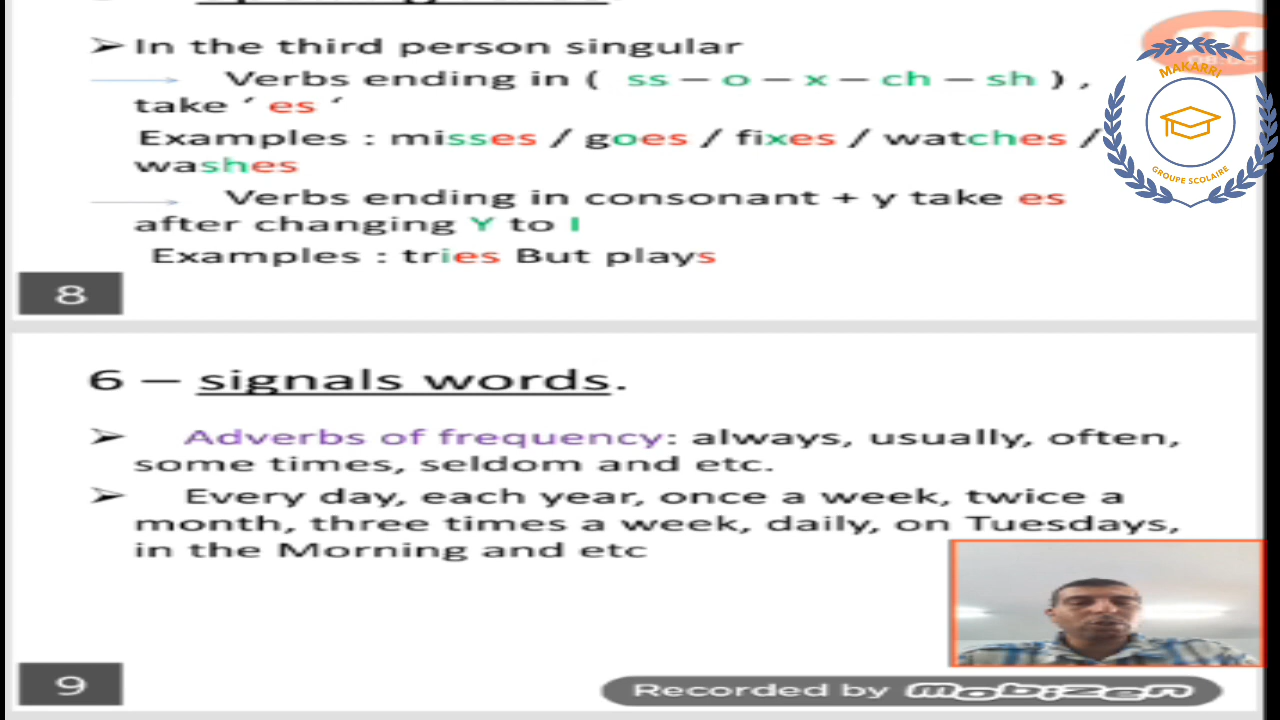 ➤ In the third person singular
Verbs ending in ( ss – o – x – ch – sh ) ,
take ‘ es ‘
Examples : misses / goes / fixes / watches /
washes
Verbs ending in consonant + y take es
after changing Y to I
Examples : tries But plays
8
MAKARRI
GROUPE SCOLAIRE
6 – signals words.
➤ Adverbs of frequency: always, usually, often,
some times, seldom and etc.
➤ Every day, each year, once a week, twice a
month, three times a week, daily, on Tuesdays,
in the Morning and etc
9
Recorded by mobizen